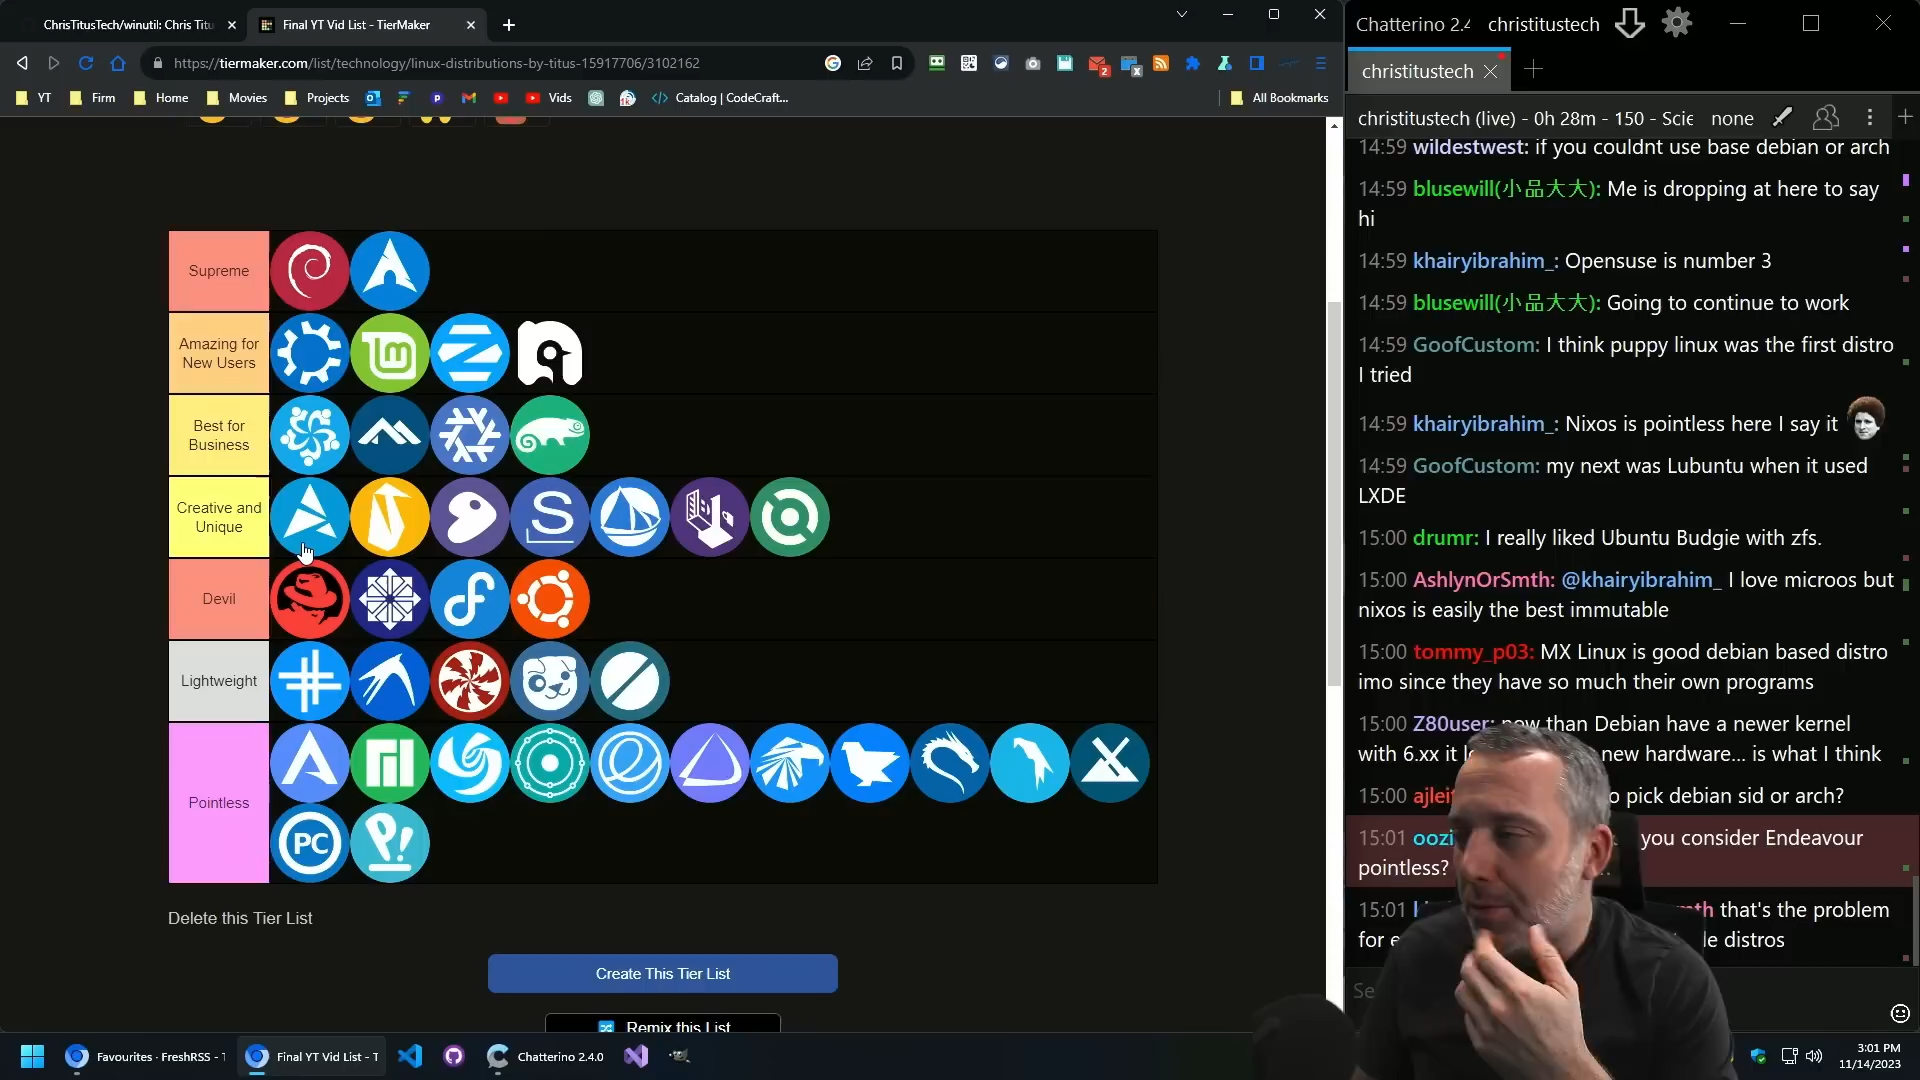 ChrisTitusTech/winutil: Chris Titu
Final YT Vid List - TierMaker
https://tiermaker.com/list/technology/linux-distributions-by-titus-15917706/3102162
YT
Firm
Home
Movies
Projects
Vids
Catalog | CodeCraft...
All Bookmarks
Supreme
Amazing for
New Users
Best for
Business
Creative and
Unique
Devil
Lightweight
Pointless
PC
Delete this Tier List
Create This Tier List
Remix this List
Chatterino 2.4
christitustech
christitustech
christitustech (live) - 0h 28m - 150 - Scie
none
14:59 wildestwest: if you couldnt use base debian or arch
14:59 blusewill(小品大大): Me is dropping at here to say
hi
14:59 khairyibrahim_: Opensuse is number 3
14:59 blusewill(小品大大): Going to continue to work
14:59 GoofCustom: I think puppy linux was the first distro
I tried
14:59 khairyibrahim_: Nixos is pointless here I say it
14:59 GoofCustom: my next was Lubuntu when it used
LXDE
15:00 drumr: I really liked Ubuntu Budgie with zfs.
15:00 AshlynOrSmth: @khairyibrahim_ I love microos but
nixos is easily the best immutable
15:00 tommy_p03: MX Linux is good debian based distro
imo since they have so much their own programs
15:00 Z80user: now than Debian have a newer kernel
with 6.xx it new hardware... is what I think
15:00 pick debian sid or arch?
15:01 you consider Endeavour
pointless?
15:01 that's the problem
for distros
Favourites · FreshRSS - T
Final YT Vid List - T
Chatterino 2.4.0
3:01 PM
11/14/2023